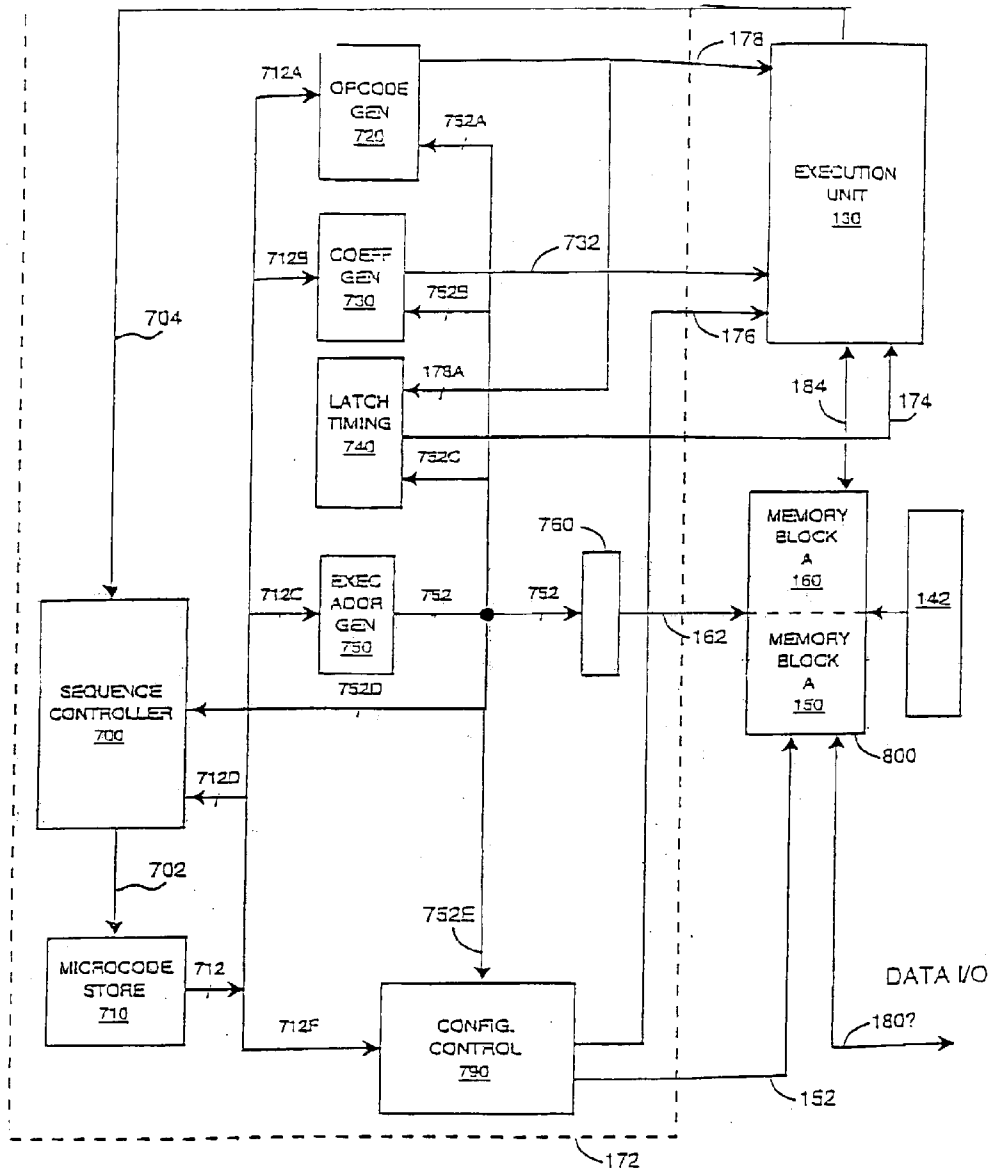 178
712A
OPCODE
GEN
720
752A
EXECUTION
UNIT
130
712B
COEFF
GEN
730
732
752B
704
176
178A
LATCH
TIMING
740
184
174
752C
760
MEMORY
BLOCK
A
160
142
712C
EXEC
ADDR
GEN
750
752
752
162
MEMORY
BLOCK
A
150
752D
SEQUENCE
CONTROLLER
700
800
712D
702
752E
MICROCODE
STORE
710
712
DATA I/O
712F
CONFIG.
CONTROL
790
180?
152
172